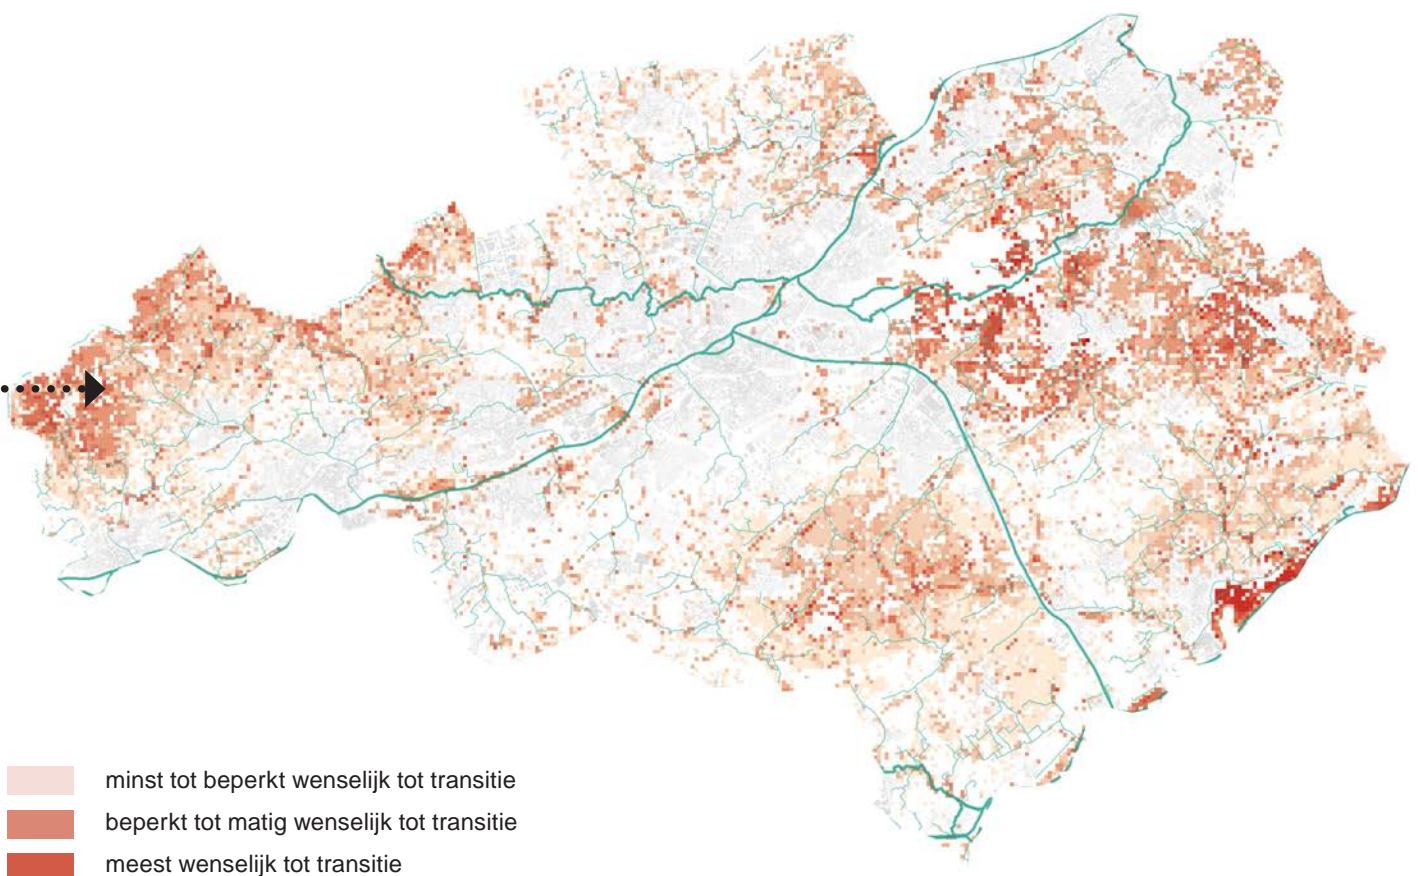 minst tot beperkt wenselijk tot transitie
beperkt tot matig wenselijk tot transitie
meest wenselijk tot transitie